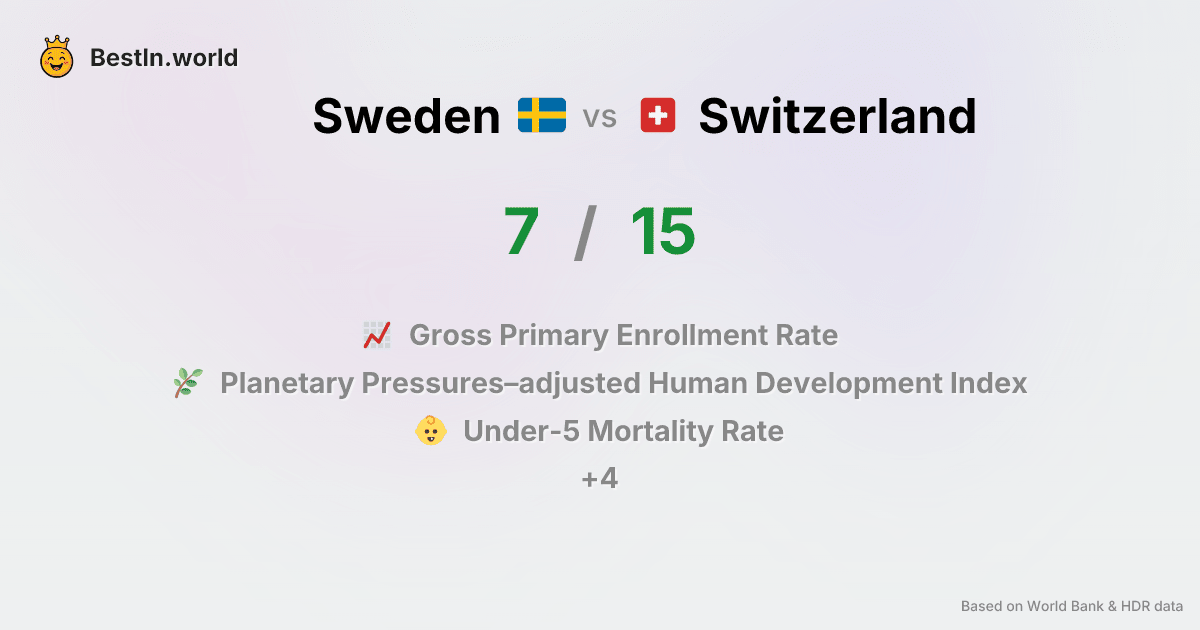 BestIn.world
Sweden vs Switzerland
7 / 15
Gross Primary Enrollment Rate
Planetary Pressures–adjusted Human Development Index
Under-5 Mortality Rate
+4
Based on World Bank & HDR data